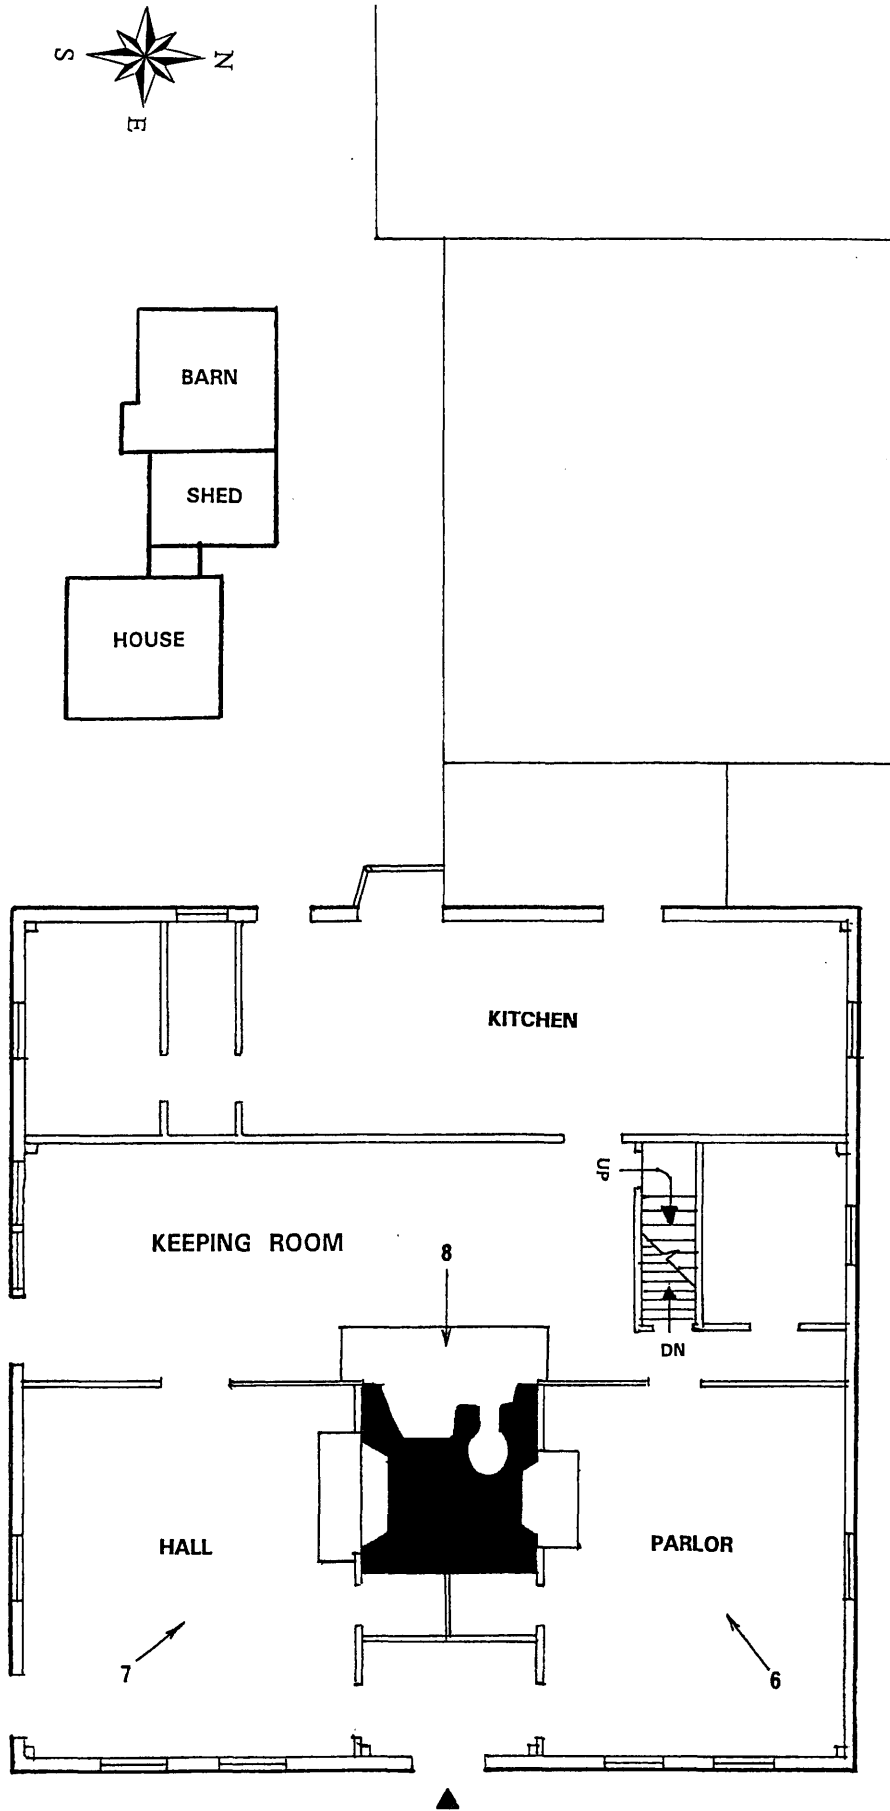 S
N
E
BARN
SHED
HOUSE
KITCHEN
UP
KEEPING ROOM
8
DN
HALL
PARLOR
7
6